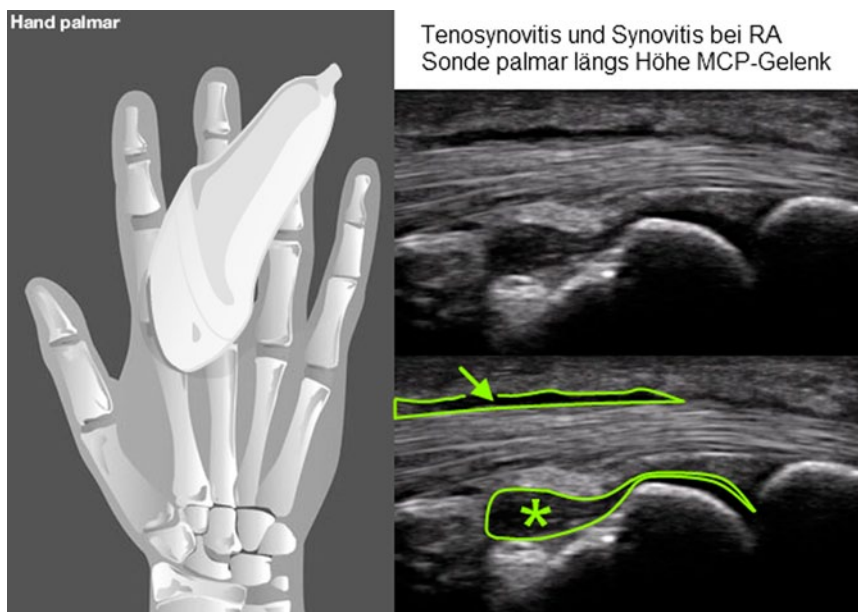 Hand palmar
Tenosynovitis und Synovitis bei RA
Sonde palmar längs Höhe MCP-Gelenk
*